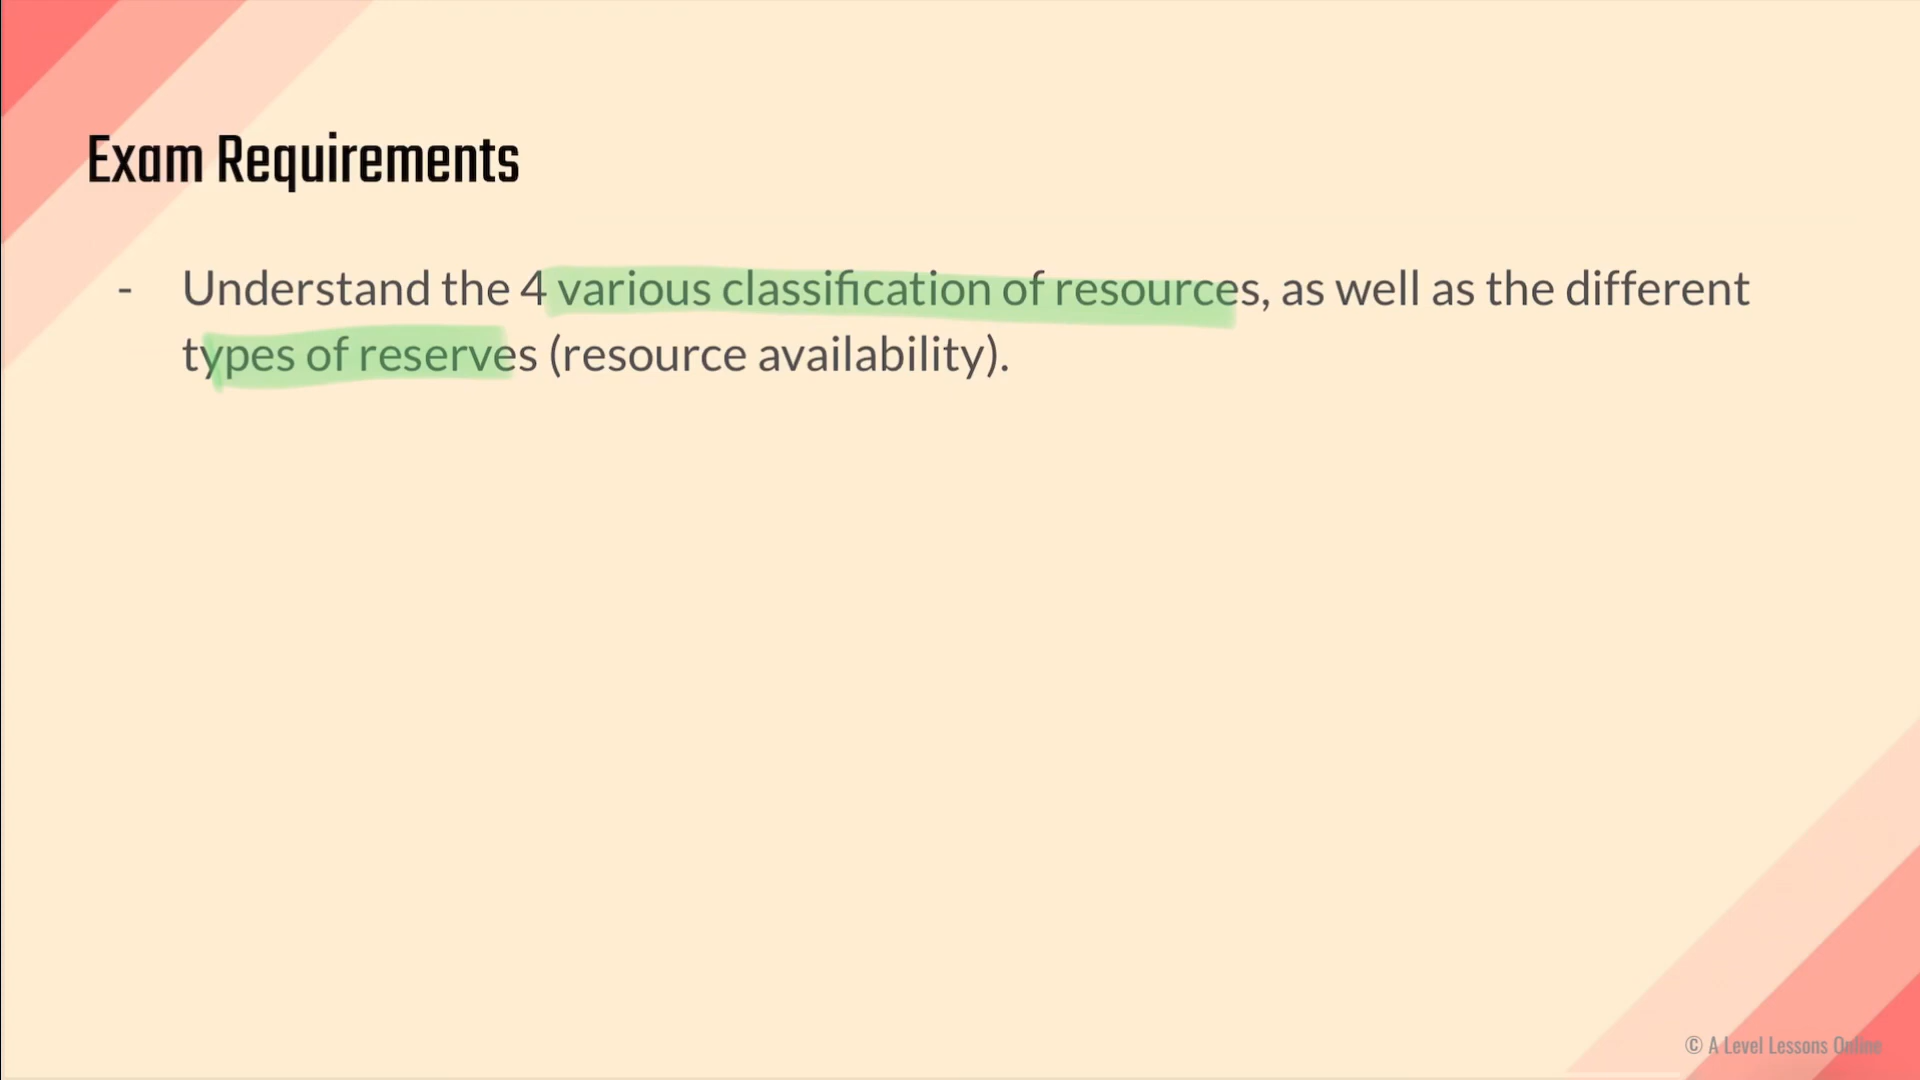 Exam Requirements
- Understand the 4 various classification of resources, as well as the different
types of reserves (resource availability).
© A Level Lessons Online